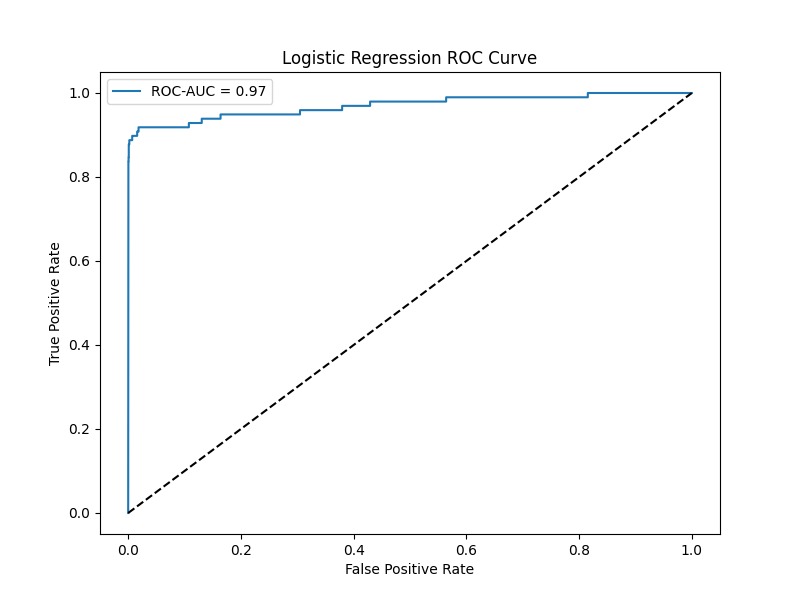 Logistic Regression ROC Curve
ROC-AUC = 0.97
1.0
0.8
0.6
0.4
0.2
0.0
True Positive Rate
0.0 0.2 0.4 0.6 0.8 1.0
False Positive Rate